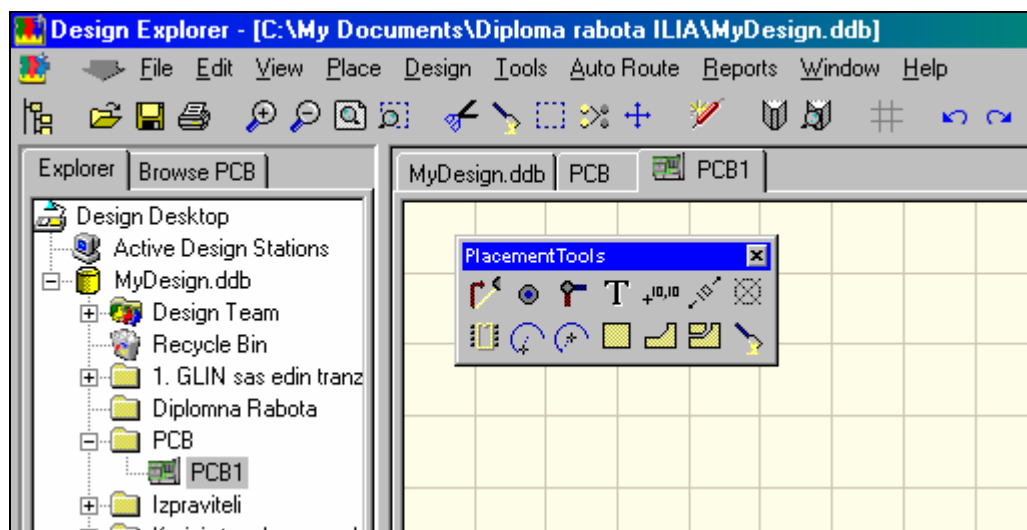 Design Explorer - [C:\My Documents\Diploma rabota ILIA\MyDesign.ddb]
File Edit View Place Design Tools Auto Route Reports Window Help
Explorer Browse PCB
MyDesign.ddb PCB PCB1
Design Desktop
Active Design Stations
MyDesign.ddb
Design Team
Recycle Bin
1. GLIN sas edin tranz
Diplomna Rabota
PCB
PCB1
Izpraviteli
PlacementTools
T +10,10